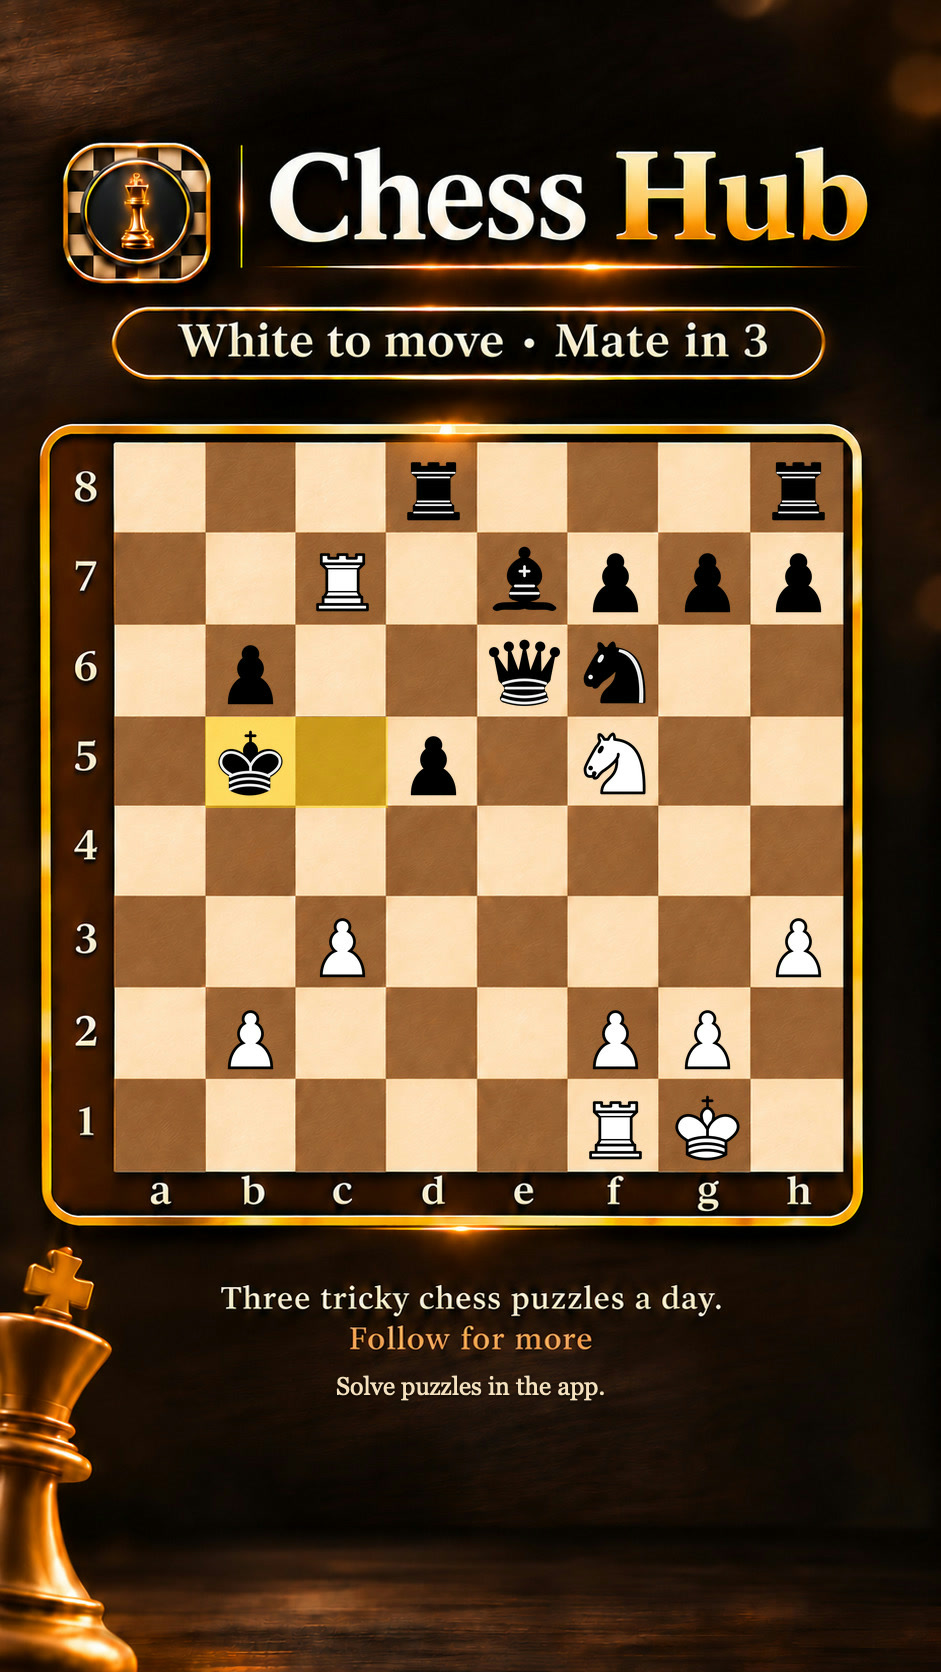 Chess Hub
White to move • Mate in 3
8
7
6
5
4
3
2
1
a b c d e f g h
Three tricky chess puzzles a day.
Follow for more
Solve puzzles in the app.